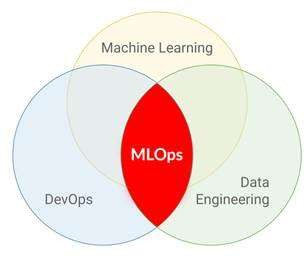 Machine Learning
MLOps
DevOps
Data
Engineering